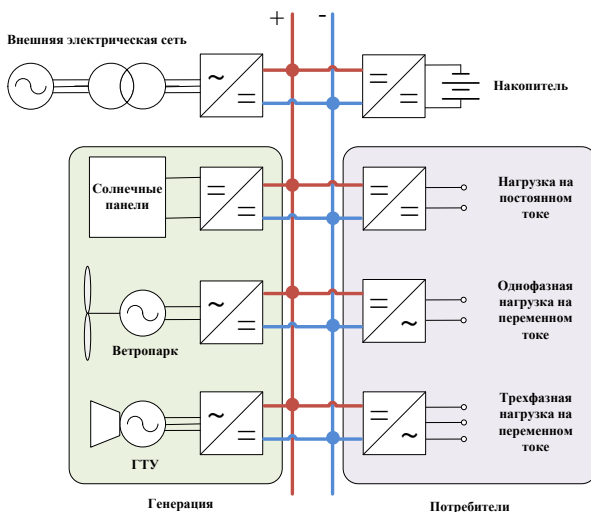 + -
Внешняя электрическая сеть
Накопитель
Солнечные
панели
Нагрузка на
постоянном
токе
Ветропарк
Однофазная
нагрузка на
переменном
токе
ГТУ
Трехфазная
нагрузка на
переменном
токе
Генерация
Потребители